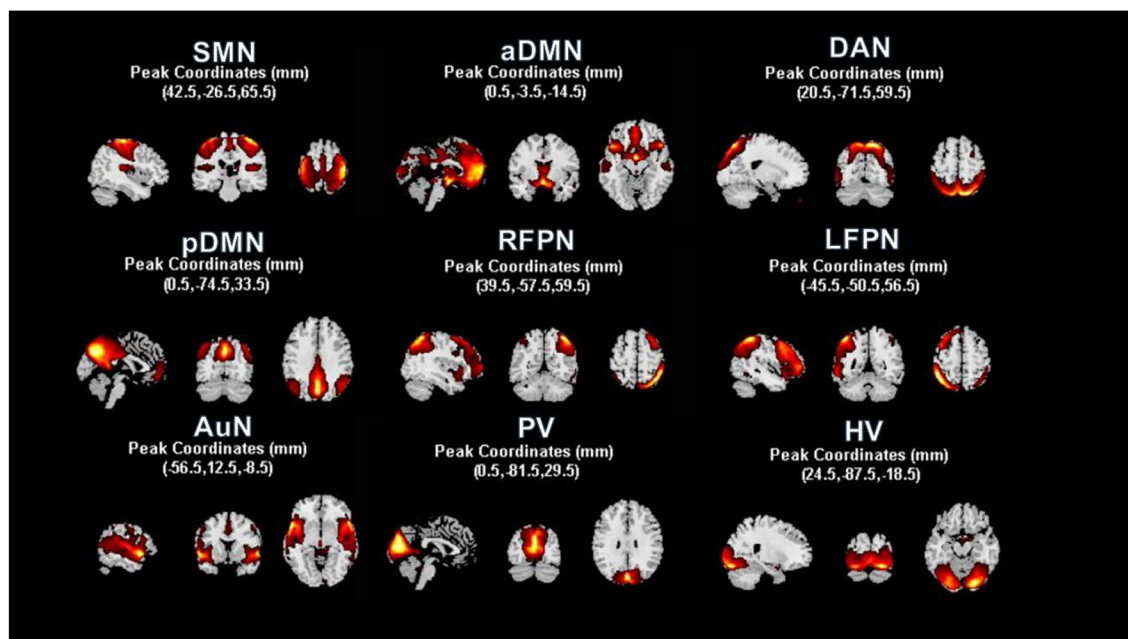 SMN
Peak Coordinates (mm)
(42.5,-26.5,65.5)
aDMN
Peak Coordinates (mm)
(0.5,-3.5,-14.5)
DAN
Peak Coordinates (mm)
(20.5,-71.5,59.5)
pDMN
Peak Coordinates (mm)
(0.5,-74.5,33.5)
RFPN
Peak Coordinates (mm)
(39.5,-57.5,59.5)
LFPN
Peak Coordinates (mm)
(-45.5,-50.5,56.5)
AuN
Peak Coordinates (mm)
(-56.5,12.5,-8.5)
PV
Peak Coordinates (mm)
(0.5,-81.5,29.5)
HV
Peak Coordinates (mm)
(24.5,-87.5,-18.5)